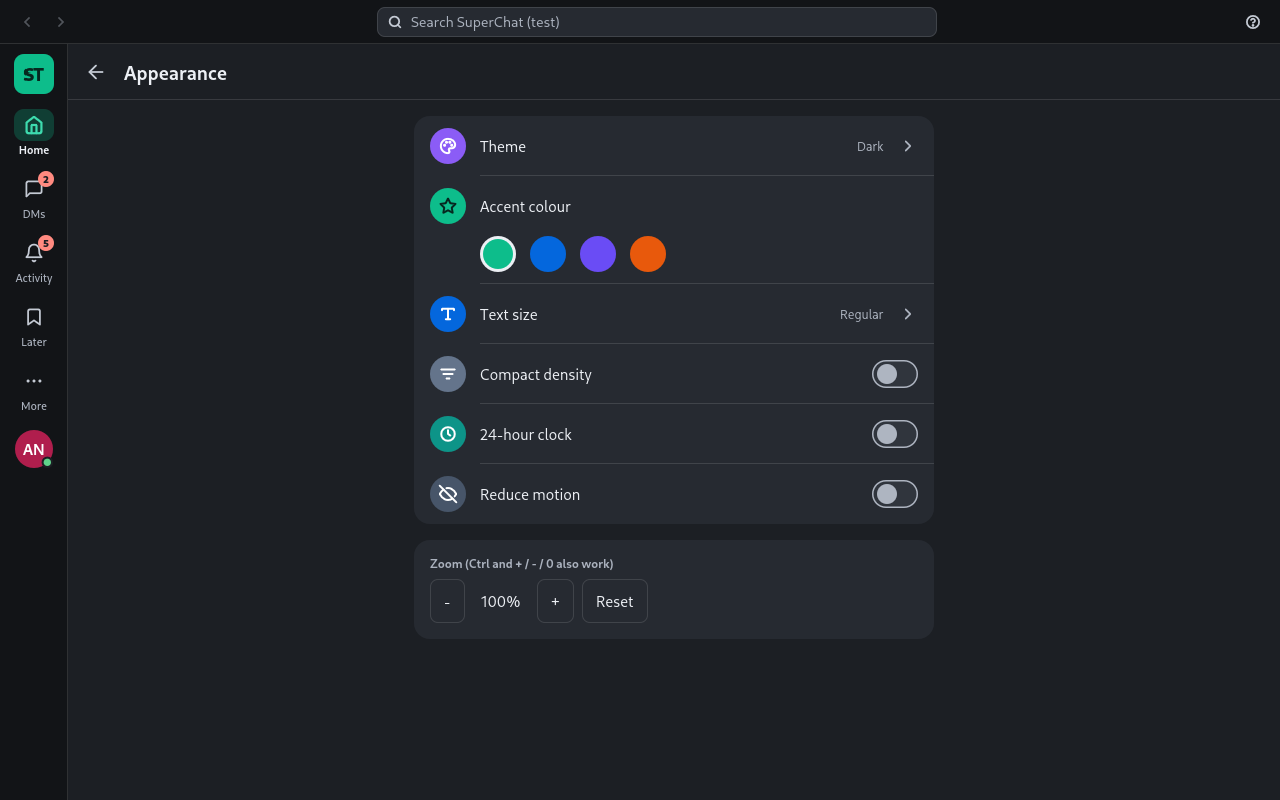 Search SuperChat (test)
ST
Appearance
Home
2
DMs
5
Activity
Later
More
AN
Theme
Dark
Accent colour
Text size
Regular
Compact density
24-hour clock
Reduce motion
Zoom (Ctrl and + / - / 0 also work)
- 100% + Reset